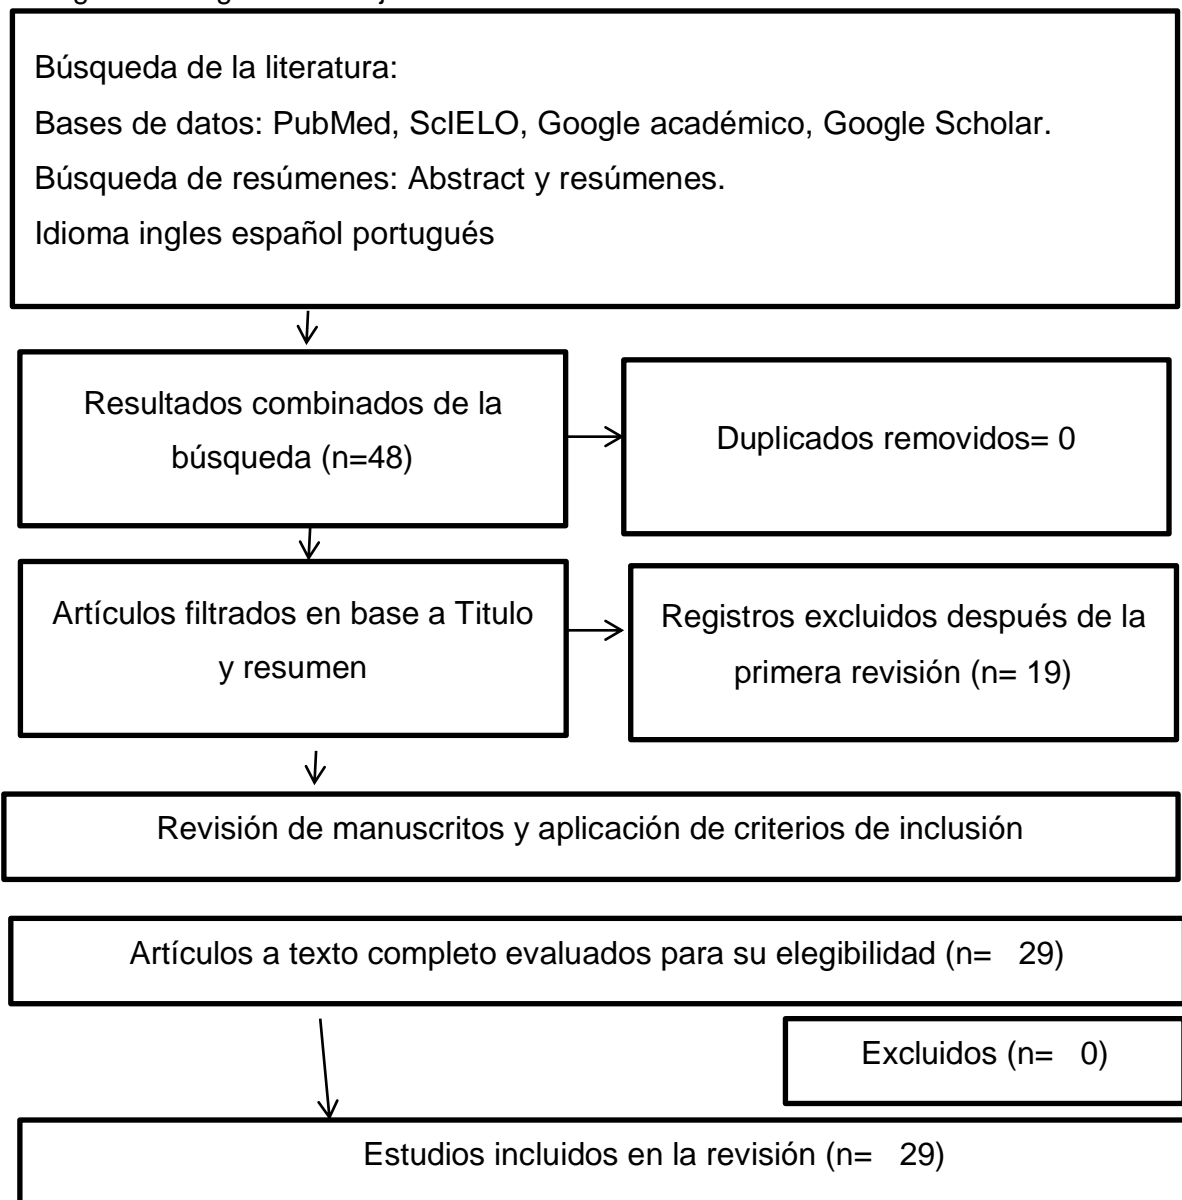 Búsqueda de la literatura:
Bases de datos: PubMed, ScIELO, Google académico, Google Scholar.
Búsqueda de resúmenes: Abstract y resúmenes.
Idioma ingles español portugués
Resultados combinados de la
búsqueda (n=48)
Duplicados removidos= 0
Artículos filtrados en base a Titulo
y resumen
Registros excluidos después de la
primera revisión (n= 19)
Revisión de manuscritos y aplicación de criterios de inclusión
Artículos a texto completo evaluados para su elegibilidad (n=   29)
Excluidos (n=   0)
Estudios incluidos en la revisión (n=   29)